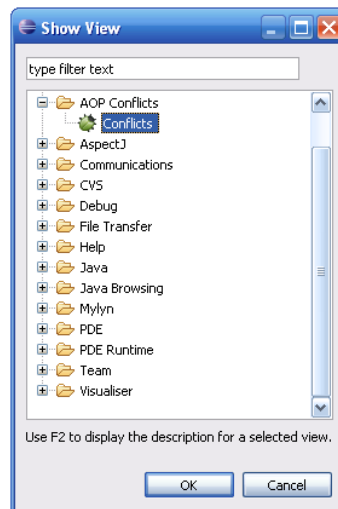 Show View
type filter text
AOP Conflicts
Conflicts
AspectJ
Communications
CVS
Debug
File Transfer
Help
Java
Java Browsing
Mylyn
PDE
PDE Runtime
Team
Visualiser
Use F2 to display the description for a selected view.
OK Cancel